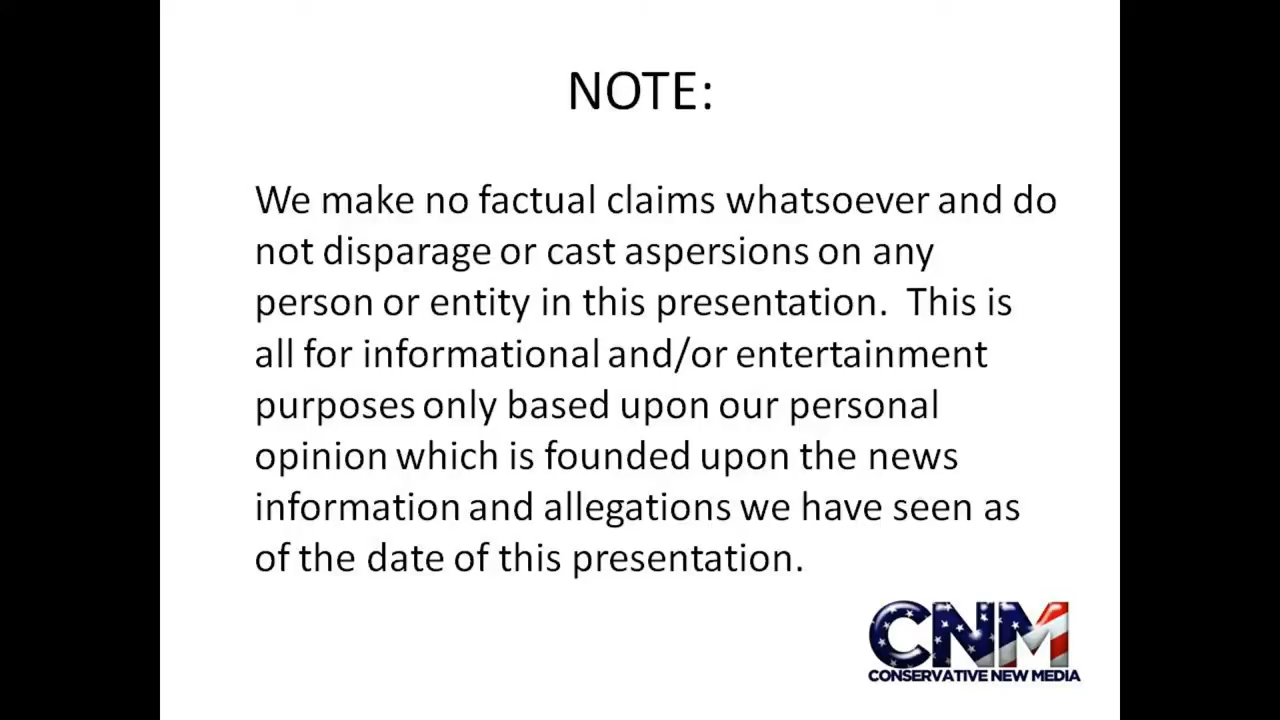 NOTE:
We make no factual claims whatsoever and do
not disparage or cast aspersions on any
person or entity in this presentation.  This is
all for informational and/or entertainment
purposes only based upon our personal
opinion which is founded upon the news
information and allegations we have seen as
of the date of this presentation.
CNM
CONSERVATIVE NEW MEDIA